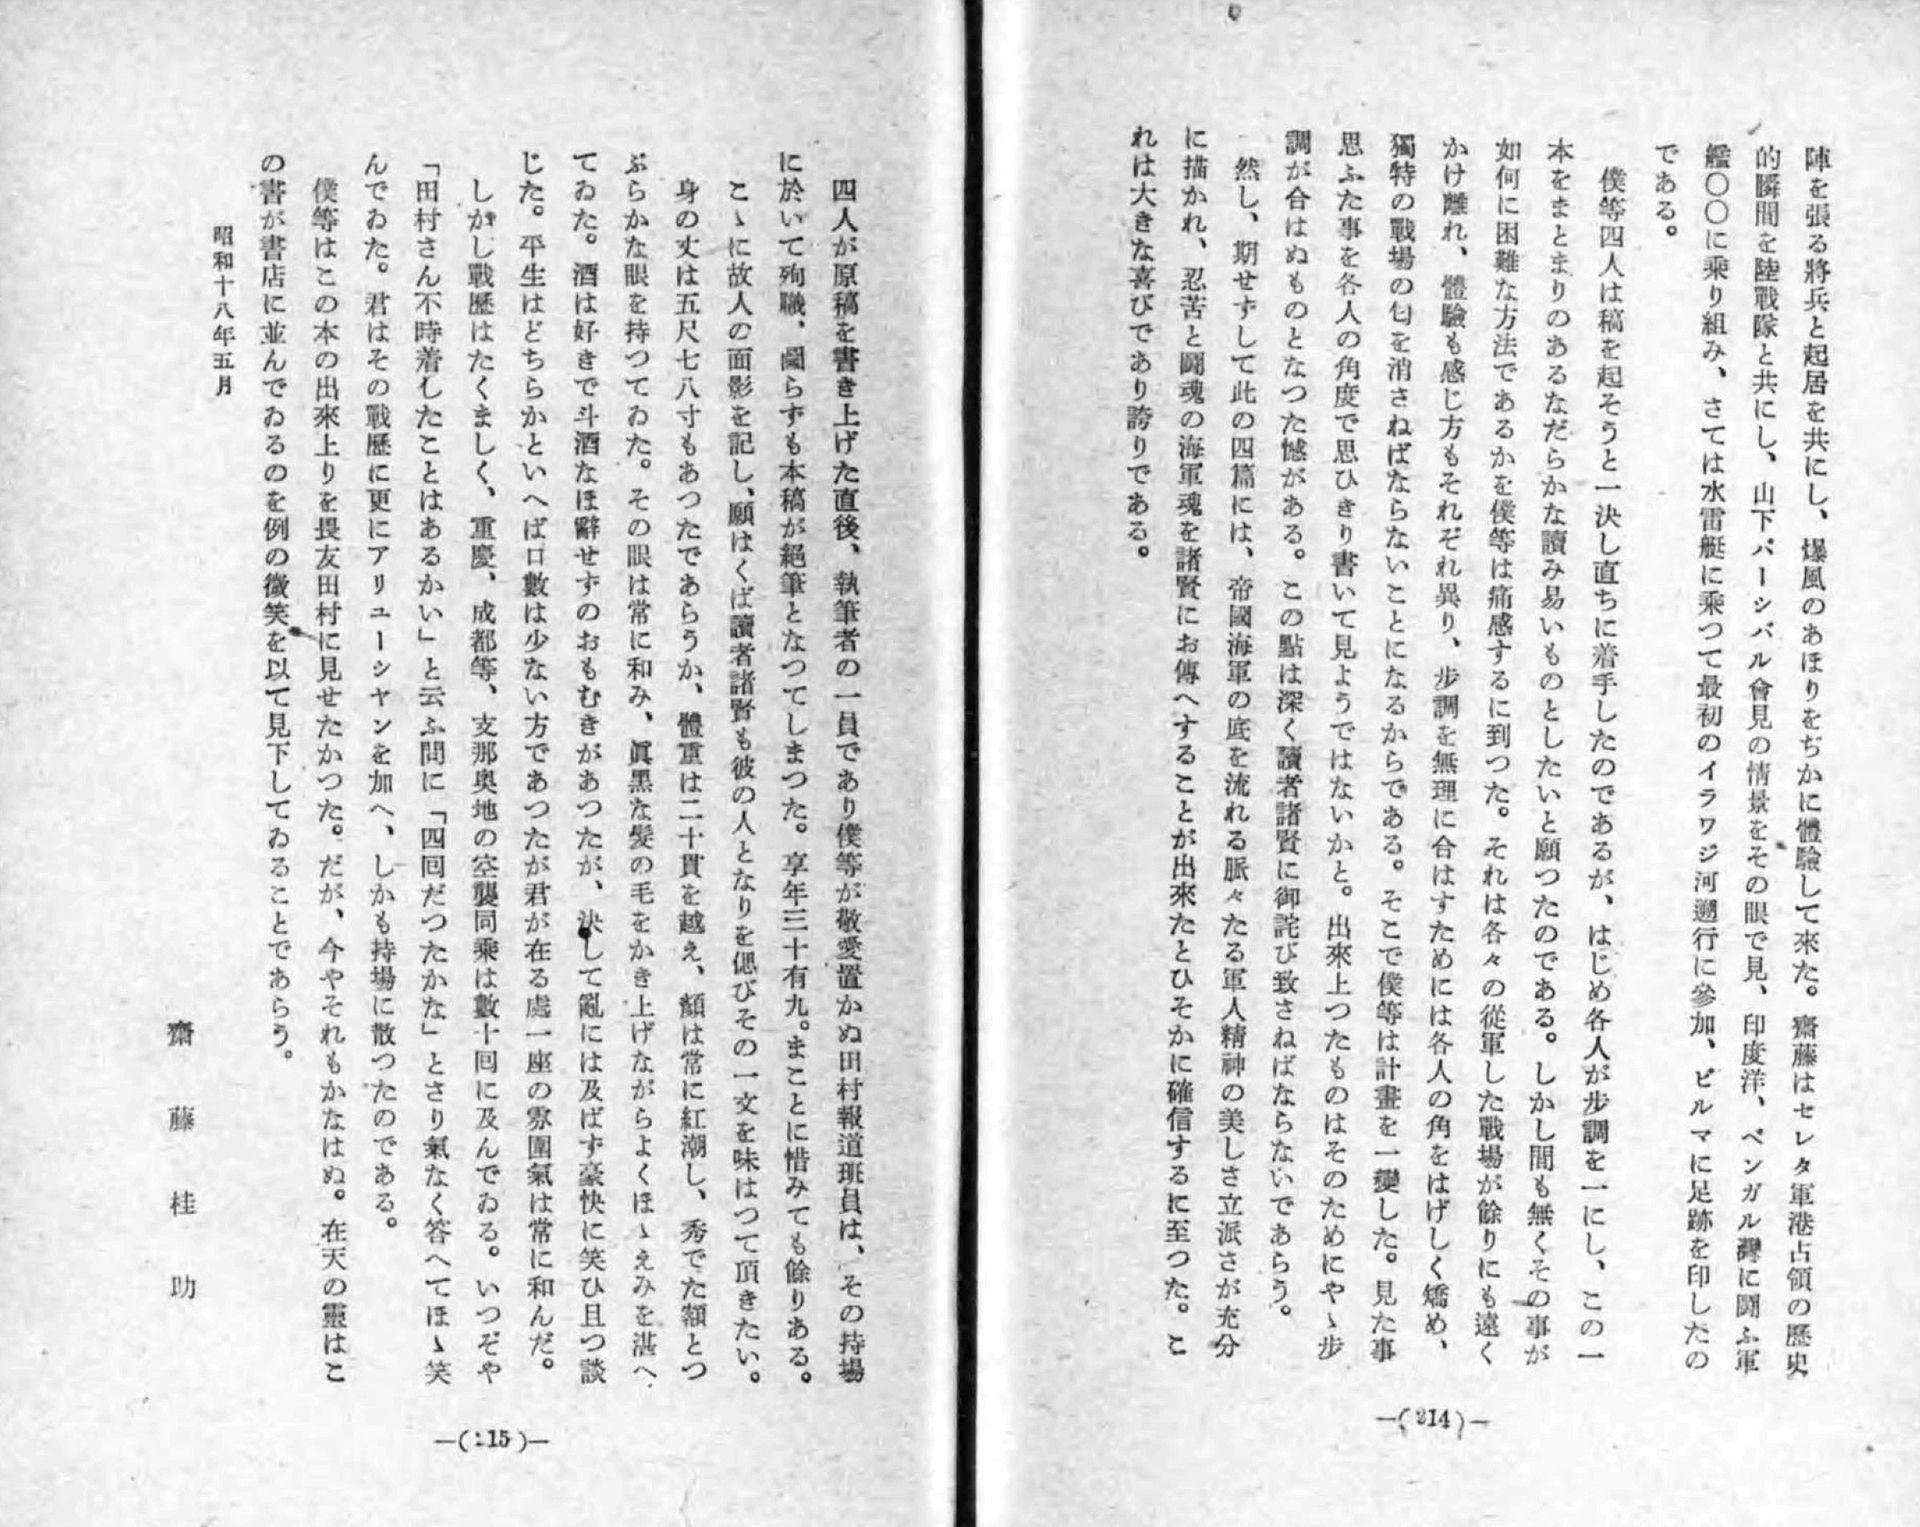 陣を張る將兵と起居を共にし、爆風のあほりをぢかに體驗して來た。齋藤はセレタ軍港占領の歷史
的瞬間を陸戰隊と共にし、山下パーシバル會見の情景をその眼で見、印度洋、ベンガル灣に鬪ふ軍
艦〇〇に乘り組み、さては水雷艇に乘つて最初のイラワジ河遡行に參加、ビルマに足跡を印したの
である。
僕等四人は稿を起そうと一決し直ちに着手したのであるが、はじめ各人が步調を一にし、この一
本をまとまりのあるなだらかな讀み易いものとしたいと願つたのである。しかし間も無くその事が
如何に困難な方法であるかを僕等は痛感するに到つた。それは各々の從軍した戰場が餘りにも遠く
かけ離れ、體驗も感じ方もそれぞれ異り、步調を無理に合はすためには各人の角をはげしく矯め、
獨特の戰場の匂を消さねばならないことになるからである。そこで僕等は計畫を一變した。見た事
思ふた事を各人の角度で思ひきり書いて見ようではないかと。出來上つたものはそのためにやゝ步
調が合はぬものとなつた憾がある。この點は深く讀者諸賢に御詫び致さねばならないであらう。
然し、期せずして此の四篇には、帝國海軍の底を流れる脈々たる軍人精神の美しさ立派さが充分
に描かれ、忍苦と鬪魂の海軍魂を諸賢にお傳へすることが出來たとひそかに確信するに至つた。こ
れは大きな喜びであり誇りである。
—(214)—
四人が原稿を書き上げた直後、執筆者の一員であり僕等が敬愛置かぬ田村報道班員は、その持場
に於いて殉職、圖らずも本稿が絕筆となつてしまつた。享年三十有九。まことに惜みても餘りある。
こゝに故人の面影を記し、願はくば讀者諸賢も彼の人となりを偲びその一文を味はつて頂きたい。
身の丈は五尺七八寸もあつたであらうか、體重は二十貫を越え、顏は常に紅潮し、秀でた額とつ
ぶらかな眼を持つてゐた。その眼は常に和み、眞黑な髮の毛をかき上げながらよくほゝえみを湛へ
てゐた。酒は好きで斗酒なほ辭せずのおもむきがあつたが、決して亂には及ばず豪快に笑ひ且つ談
じた。平生はどちらかといへば口數は少ない方であつたが君が在る處一座の雰圍氣は常に和んだ。
しかし戰歷はたくましく、重慶、成都等、支那奧地の空襲同乘は數十回に及んでゐる。いつぞや
「田村さん不時着したことはあるかい」と云ふ問に「四回だつたかな」とさり氣なく答へてほゝ笑
んでゐた。君はその戰歷に更にアリユーシヤンを加へ、しかも持場に散つたのである。
僕等はこの本の出來上りを畏友田村に見せたかつた。だが、今やそれもかなはぬ。在天の靈はこ
の書が書店に並んでゐるのを例の微笑を以て見下してゐることであらう。
昭和十八年五月
齋藤桂助
—(215)—